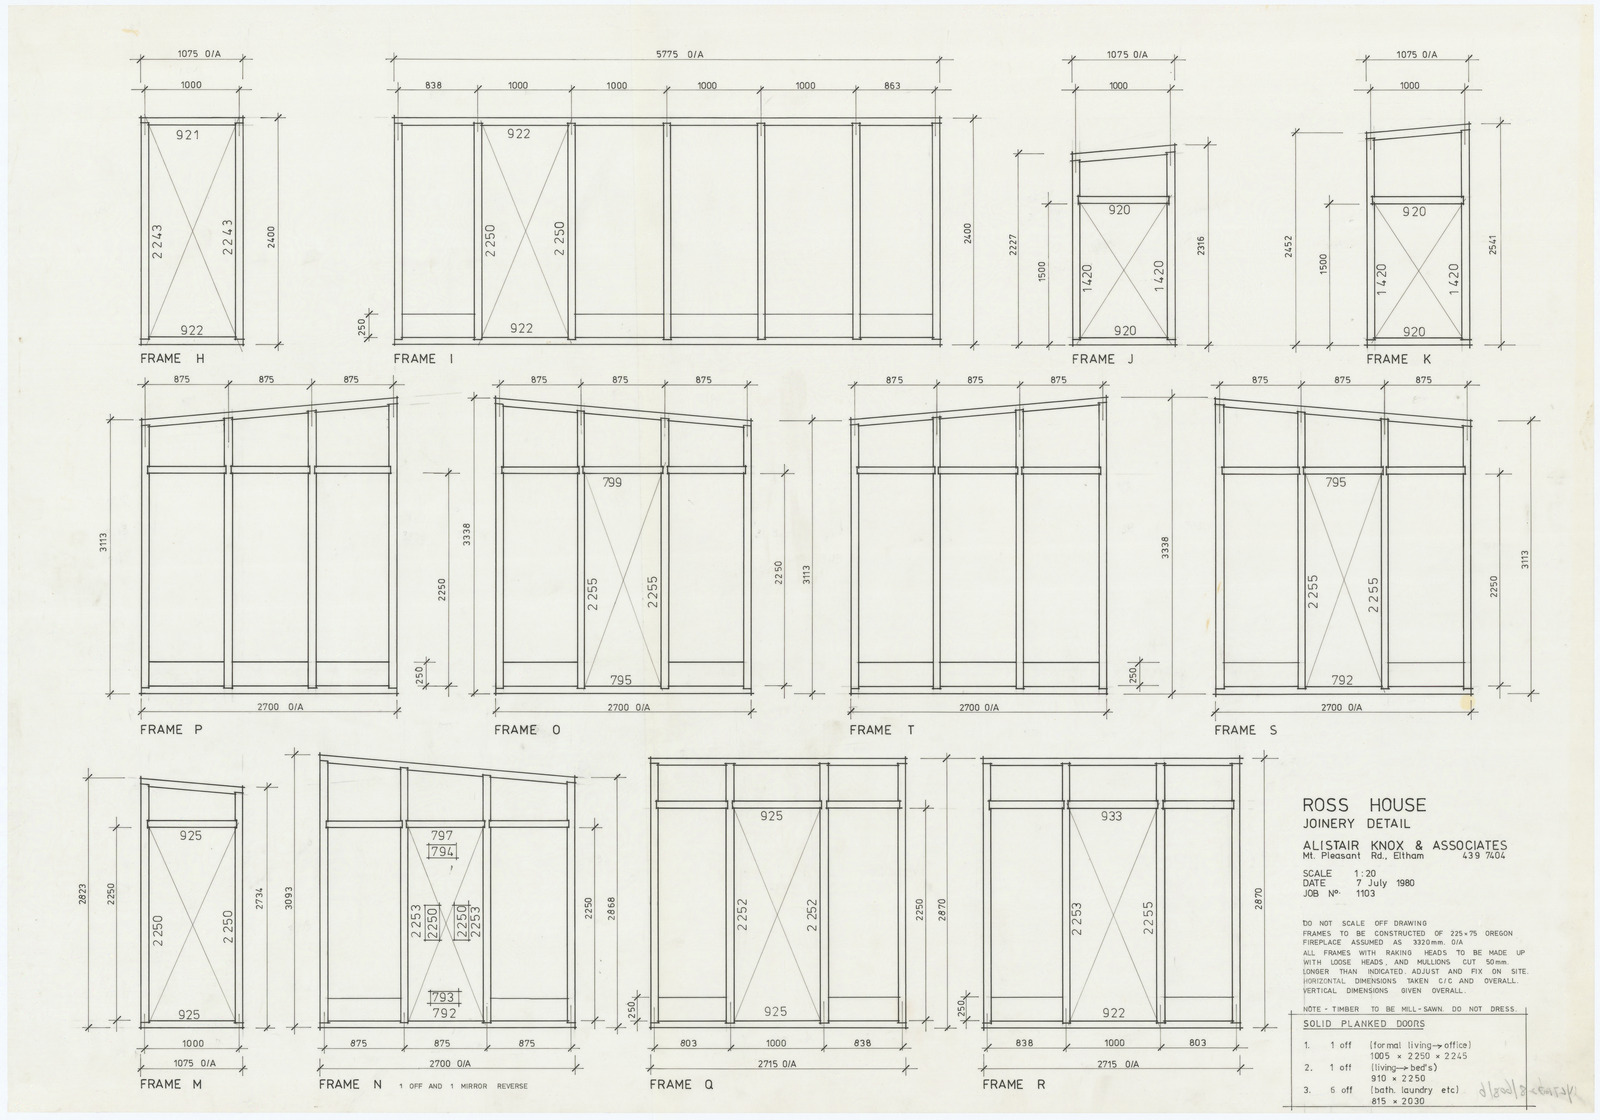 1075 O/A
1000
921
2243
2243
2400
922
FRAME H
5775 O/A
838
1000
1000
1000
1000
863
922
2250
2250
2400
250
922
FRAME I
1075 O/A
1000
2227
1500
920
1420
1420
2316
920
FRAME J
1075 O/A
1000
2452
1500
920
1420
1420
2541
920
FRAME K
875
875
875
3113
2250
250
2700 O/A
FRAME P
875
875
875
3338
799
2255
2255
2250
3113
795
2700 O/A
FRAME O
875
875
875
3338
250
2700 O/A
FRAME T
875
875
875
795
2255
2255
2250
3113
792
2700 O/A
FRAME S
2823
2250
925
2250
2250
2734
925
1000
1075 O/A
FRAME M
3093
797
794
2253
2250
2250
2253
2250
2868
793
792
875
875
875
2700 O/A
FRAME N 1 OFF AND 1 MIRROR REVERSE
925
2252
2252
2250
2870
250
925
803
1000
838
2715 O/A
FRAME Q
933
2253
2255
2870
250
922
838
1000
803
2715 O/A
FRAME R
ROSS HOUSE
JOINERY DETAIL
ALISTAIR KNOX & ASSOCIATES
Mt. Pleasant Rd., Eltham 439 7404
SCALE 1:20
DATE 7 July 1980
JOB Nº· 1103
DO NOT SCALE OFF DRAWING
FRAMES TO BE CONSTRUCTED OF 225×75 OREGON
FIREPLACE ASSUMED AS 3320mm. O/A
ALL FRAMES WITH RAKING HEADS TO BE MADE UP
WITH LOOSE HEADS, AND MULLIONS CUT 50mm.
LONGER THAN INDICATED. ADJUST AND FIX ON SITE.
HORIZONTAL DIMENSIONS TAKEN C/C AND OVERALL.
VERTICAL DIMENSIONS GIVEN OVERALL.
NOTE - TIMBER TO BE MILL-SAWN. DO NOT DRESS.
SOLID PLANKED DOORS
1. 1 off (formal living→office)
1005 × 2250 × 2245
2. 1 off (living→bed's)
910 × 2250
3. 6 off (bath. laundry etc)
815 × 2030